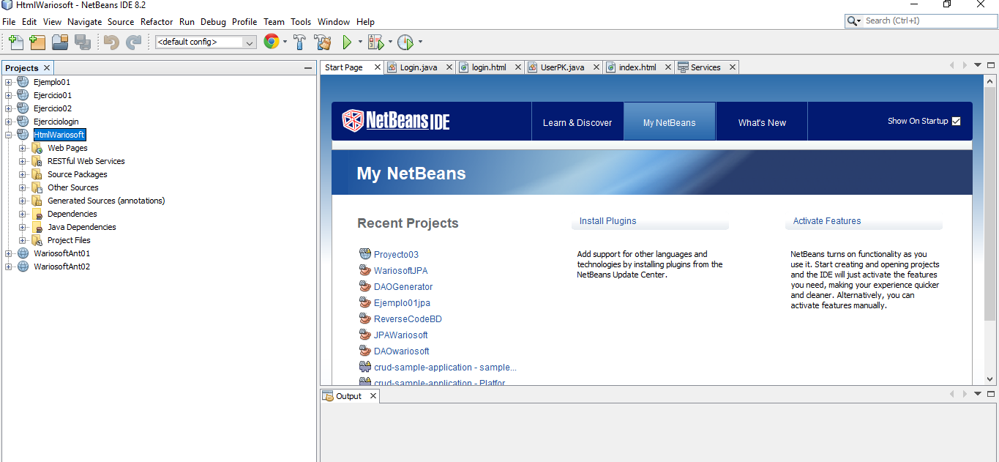 HtmlWariosoft - NetBeans IDE 8.2
File Edit View Navigate Source Refactor Run Debug Profile Team Tools Window Help
Search (Ctrl+I)
<default config>
Projects
Ejemplo01
Ejercicio01
Ejercicio02
Ejerciciologin
HtmlWariosoft
Web Pages
RESTful Web Services
Source Packages
Other Sources
Generated Sources (annotations)
Dependencies
Java Dependencies
Project Files
WariosoftAnt01
WariosoftAnt02
Start Page Login.java login.html UserPK.java index.html Services
NetBeans IDE
Learn & Discover My NetBeans What's New Show On Startup
My NetBeans
Recent Projects
Proyecto03
WariosoftJPA
DAOGenerator
Ejemplo01jpa
ReverseCodeBD
JPAWariosoft
DAOwariosoft
crud-sample-application - sample...
crud-sample-application - Platfor
Install Plugins
Add support for other languages and
technologies by installing plugins from the
NetBeans Update Center.
Activate Features
NetBeans turns on functionality as you
use it. Start creating and opening projects
and the IDE will just activate the features
you need, making your experience quicker
and cleaner. Alternatively, you can
activate features manually.
Output